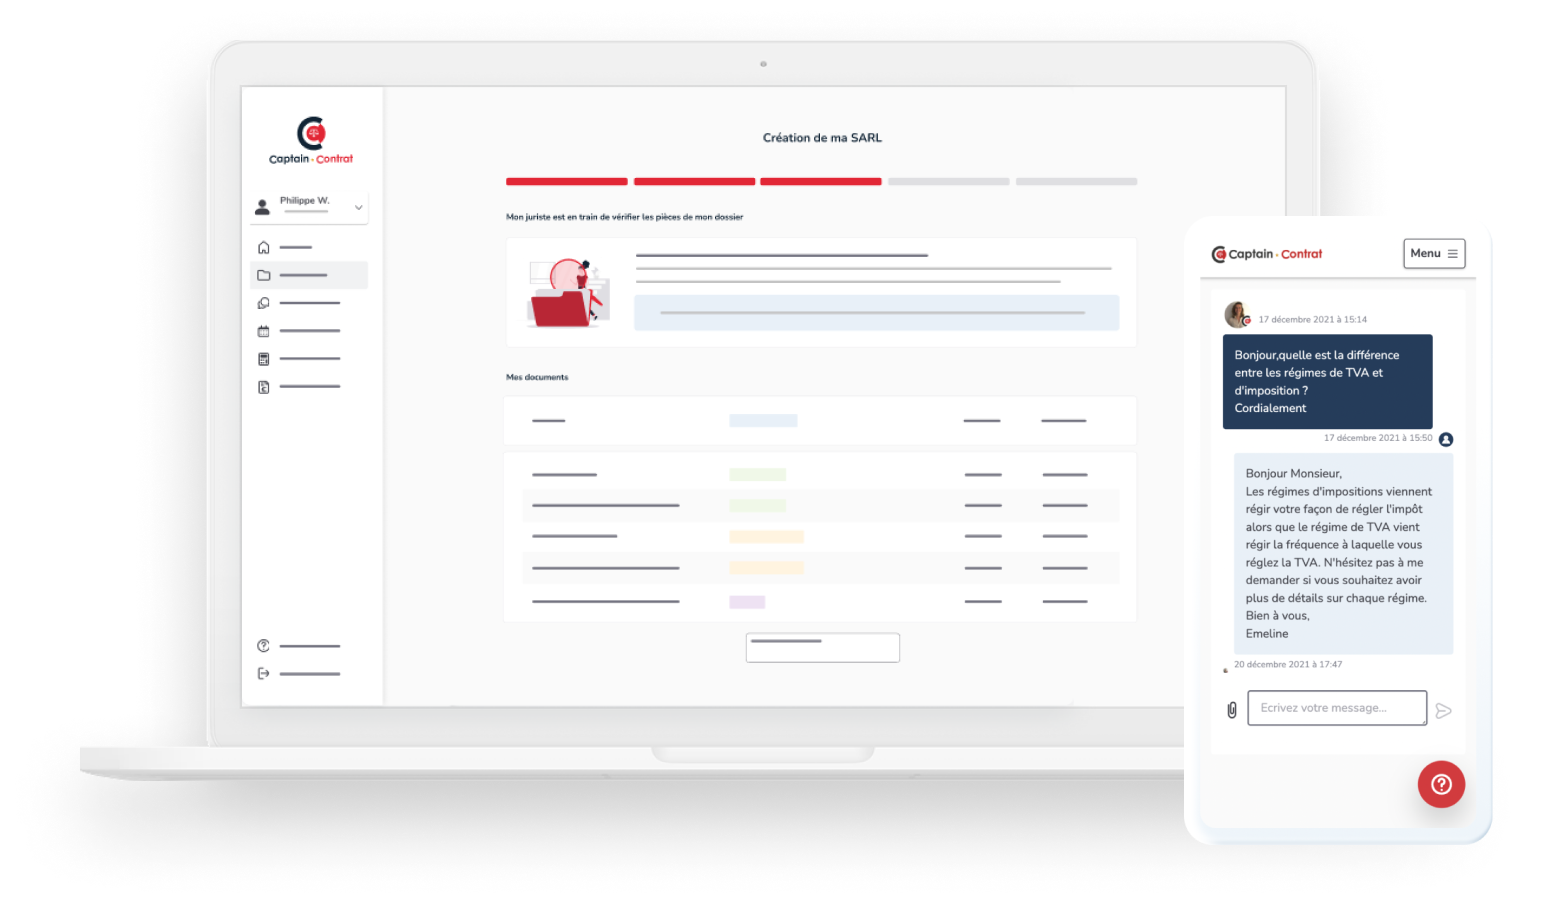 Captain · Contrat
Philippe W.
Création de ma SARL
Mon juriste est en train de vérifier les pièces de mon dossier
Mes documents
Captain · Contrat
Menu
17 décembre 2021 à 15:14
Bonjour,quelle est la différence
entre les régimes de TVA et
d'imposition ?
Cordialement
17 décembre 2021 à 15:50
Bonjour Monsieur,
Les régimes d'impositions viennent
régir votre façon de régler l'impôt
alors que le régime de TVA vient
régir la fréquence à laquelle vous
réglez la TVA. N'hésitez pas à me
demander si vous souhaitez avoir
plus de détails sur chaque régime.
Bien à vous,
Emeline
20 décembre 2021 à 17:47
Ecrivez votre message...